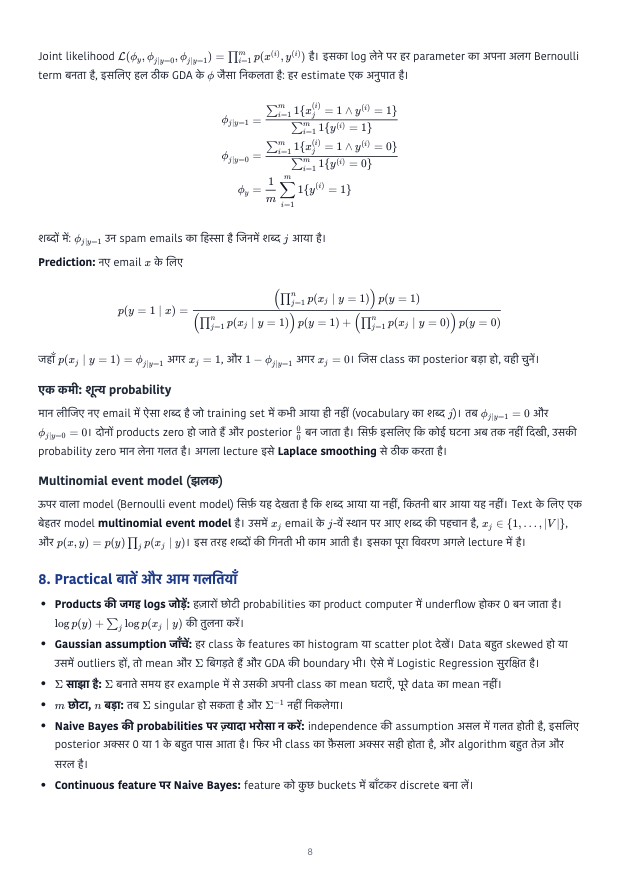 Joint likelihood $\mathcal{L}(\phi_y, \phi_{j|y=0}, \phi_{j|y=1}) = \prod_{i=1}^{m} p(x^{(i)}, y^{(i)})$ है। इसका log लेने पर हर parameter का अपना अलग Bernoulli
term बनता है, इसलिए हल ठीक GDA के $\phi$ जैसा निकलता है: हर estimate एक अनुपात है।
$\phi_{j|y=1} = \frac{\sum_{i=1}^{m} 1\{x_j^{(i)} = 1 \wedge y^{(i)} = 1\}}{\sum_{i=1}^{m} 1\{y^{(i)} = 1\}}$
$\phi_{j|y=0} = \frac{\sum_{i=1}^{m} 1\{x_j^{(i)} = 1 \wedge y^{(i)} = 0\}}{\sum_{i=1}^{m} 1\{y^{(i)} = 0\}}$
$\phi_y = \frac{1}{m} \sum_{i=1}^{m} 1\{y^{(i)} = 1\}$
शब्दों में: $\phi_{j|y=1}$ उन spam emails का हिस्सा है जिनमें शब्द $j$ आया है।
Prediction: नए email $x$ के लिए
$p(y = 1 \mid x) = \frac{\left(\prod_{j=1}^{n} p(x_j \mid y = 1)\right) p(y = 1)}{\left(\prod_{j=1}^{n} p(x_j \mid y = 1)\right) p(y = 1) + \left(\prod_{j=1}^{n} p(x_j \mid y = 0)\right) p(y = 0)}$
जहाँ $p(x_j \mid y = 1) = \phi_{j|y=1}$ अगर $x_j = 1$, और $1 - \phi_{j|y=1}$ अगर $x_j = 0$। जिस class का posterior बड़ा हो, वही चुनें।
एक कमी: शून्य probability
मान लीजिए नए email में ऐसा शब्द है जो training set में कभी आया ही नहीं (vocabulary का शब्द $j$)। तब $\phi_{j|y=1} = 0$ और
$\phi_{j|y=0} = 0$। दोनों products zero हो जाते हैं और posterior $\frac{0}{0}$ बन जाता है। सिर्फ़ इसलिए कि कोई घटना अब तक नहीं दिखी, उसकी
probability zero मान लेना गलत है। अगला lecture इसे Laplace smoothing से ठीक करता है।
Multinomial event model (झलक)
ऊपर वाला model (Bernoulli event model) सिर्फ़ यह देखता है कि शब्द आया या नहीं, कितनी बार आया यह नहीं। Text के लिए एक
बेहतर model multinomial event model है। उसमें $x_j$ email के $j$-वें स्थान पर आए शब्द की पहचान है, $x_j \in \{1, \ldots, |V|\}$,
और $p(x, y) = p(y) \prod_j p(x_j \mid y)$। इस तरह शब्दों की गिनती भी काम आती है। इसका पूरा विवरण अगले lecture में है।
8. Practical बातें और आम गलतियाँ
• Products की जगह logs जोड़ें: हज़ारों छोटी probabilities का product computer में underflow होकर 0 बन जाता है।
$\log p(y) + \sum_j \log p(x_j \mid y)$ की तुलना करें।
• Gaussian assumption जाँचें: हर class के features का histogram या scatter plot देखें। Data बहुत skewed हो या
उसमें outliers हों, तो mean और $\Sigma$ बिगड़ते हैं और GDA की boundary भी। ऐसे में Logistic Regression सुरक्षित है।
• $\Sigma$ साझा है: $\Sigma$ बनाते समय हर example में से उसकी अपनी class का mean घटाएँ, पूरे data का mean नहीं।
• $m$ छोटा, $n$ बड़ा: तब $\Sigma$ singular हो सकता है और $\Sigma^{-1}$ नहीं निकलेगा।
• Naive Bayes की probabilities पर ज़्यादा भरोसा न करें: independence की assumption असल में गलत होती है, इसलिए
posterior अक्सर 0 या 1 के बहुत पास आता है। फिर भी class का फ़ैसला अक्सर सही होता है, और algorithm बहुत तेज़ और
सरल है।
• Continuous feature पर Naive Bayes: feature को कुछ buckets में बाँटकर discrete बना लें।
8